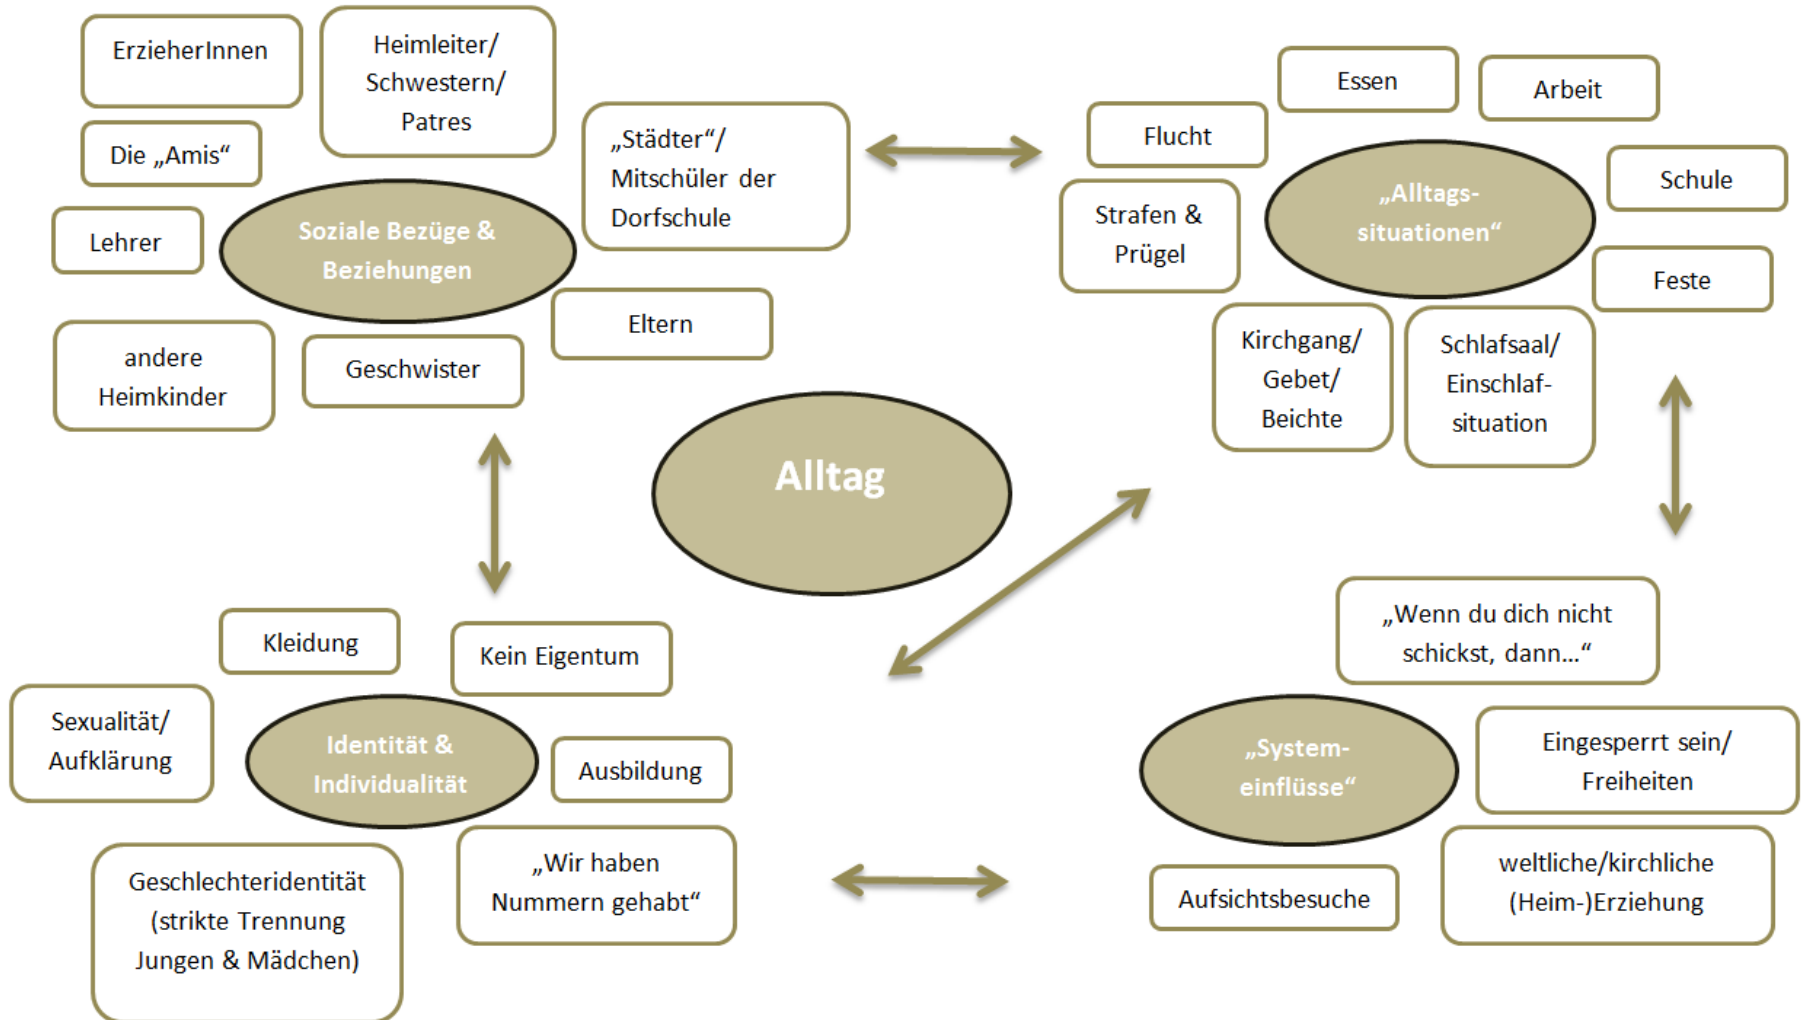 ErzieherInnen
Heimleiter/
Schwestern/
Patres
Die „Amis“
„Städter“/
Mitschüler der
Dorfschule
Lehrer
Soziale Bezüge &
Beziehungen
Eltern
andere
Heimkinder
Geschwister
Essen
Arbeit
Flucht
Schule
Strafen &
Prügel
„Alltags-
situationen“
Feste
Kirchgang/
Gebet/
Beichte
Schlafsaal/
Einschlaf-
situation
Alltag
Kleidung
Kein Eigentum
Sexualität/
Aufklärung
Identität &
Individualität
Ausbildung
Geschlechteridentität
(strikte Trennung
Jungen & Mädchen)
„Wir haben
Nummern gehabt“
„Wenn du dich nicht
schickst, dann…“
„System-
einflüsse“
Eingesperrt sein/
Freiheiten
Aufsichtsbesuche
weltliche/kirchliche
(Heim-)Erziehung